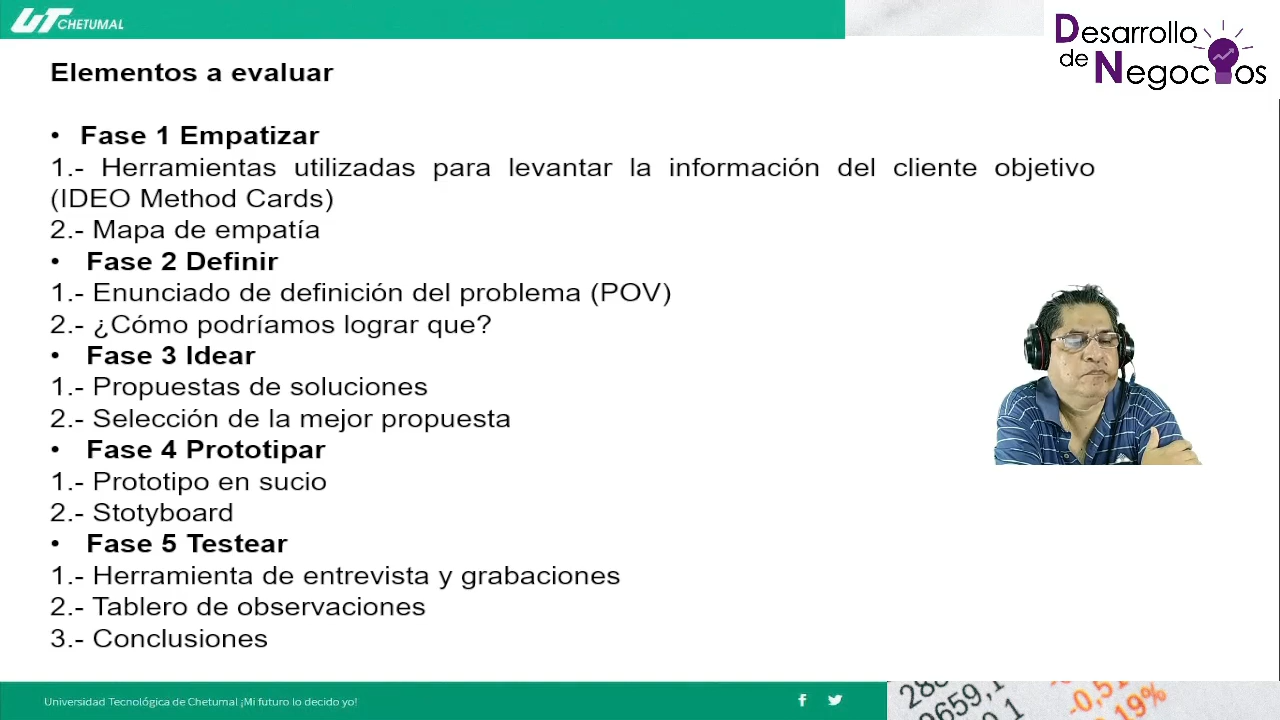 UT CHETUMAL
Desarrollo
de Negocios
Elementos a evaluar
• Fase 1 Empatizar
1.- Herramientas utilizadas para levantar la información del cliente objetivo
(IDEO Method Cards)
2.- Mapa de empatía
• Fase 2 Definir
1.- Enunciado de definición del problema (POV)
2.- ¿Cómo podríamos lograr que?
• Fase 3 Idear
1.- Propuestas de soluciones
2.- Selección de la mejor propuesta
• Fase 4 Prototipar
1.- Prototipo en sucio
2.- Stotyboard
• Fase 5 Testear
1.- Herramienta de entrevista y grabaciones
2.- Tablero de observaciones
3.- Conclusiones
Universidad Tecnológica de Chetumal ¡Mi futuro lo decido yo!